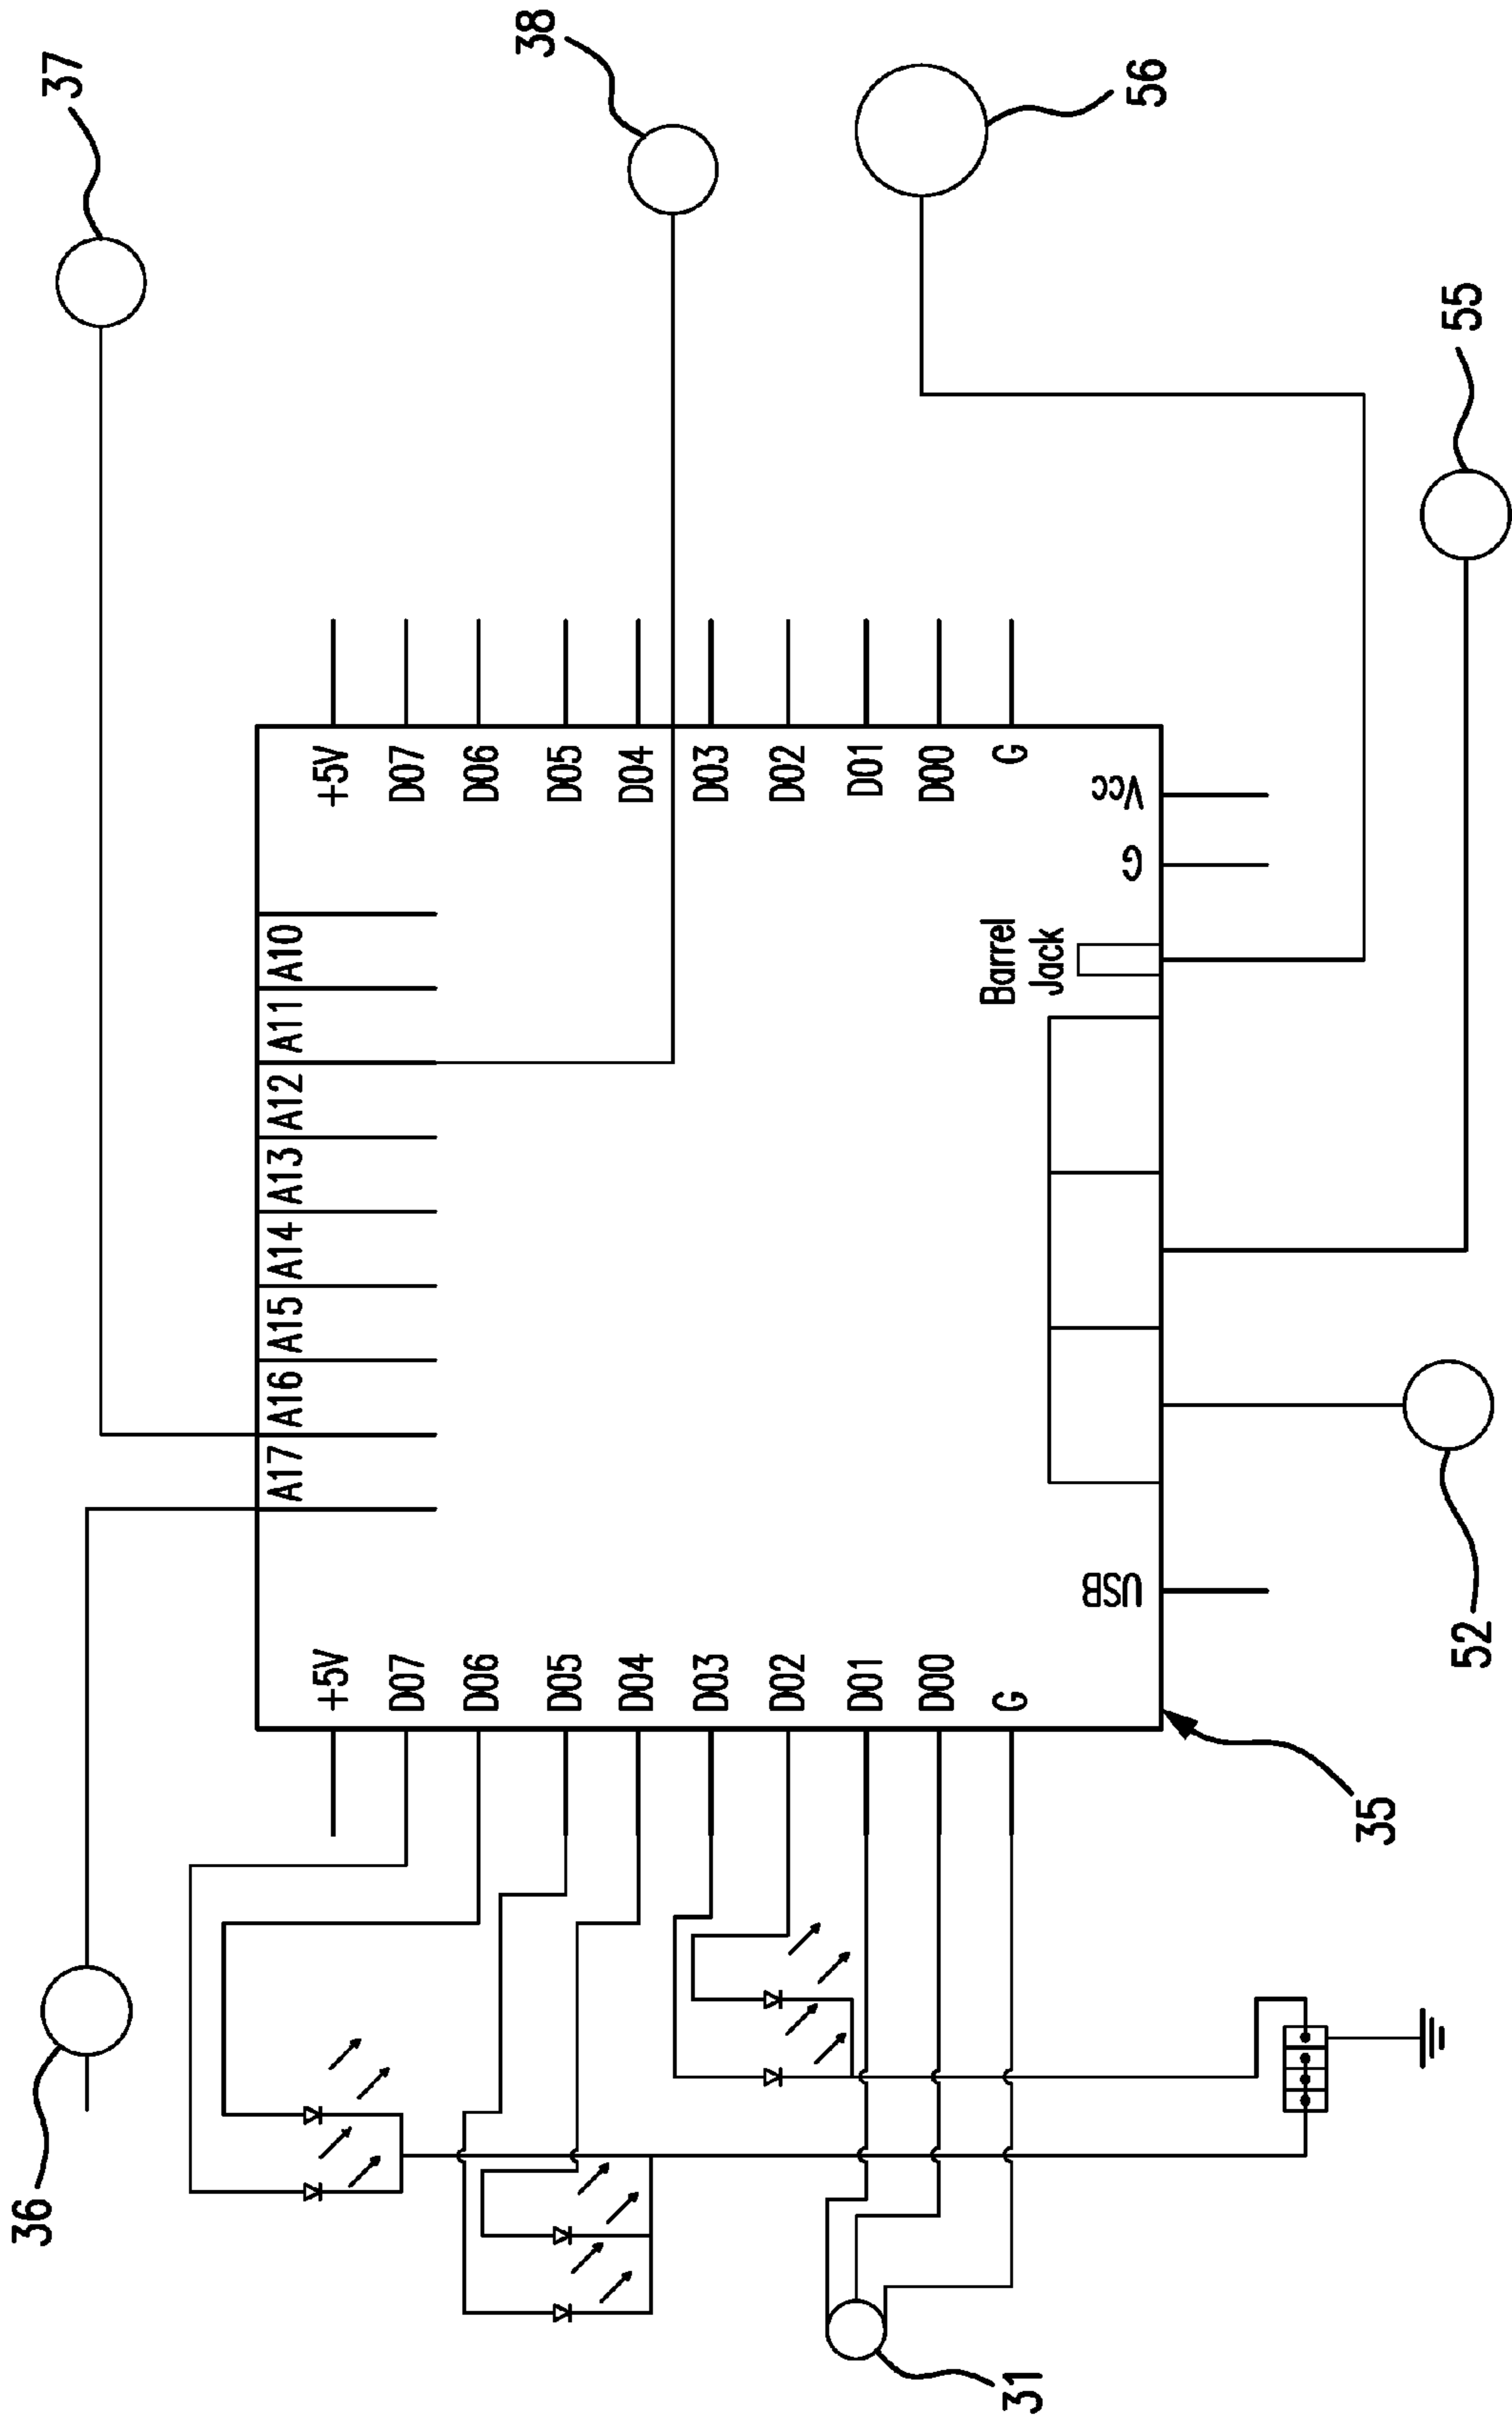 36
37
A17 A16 A15 A14 A13 A12 A11 A10
+5V +5V
D07 D07
D06 D06
38
D05 D05
D04 D04
D03 D03
D02 D02
D01 D01
D00 D00
Barrel
G G
31
Jack
USB G Vcc
56
35
55
52